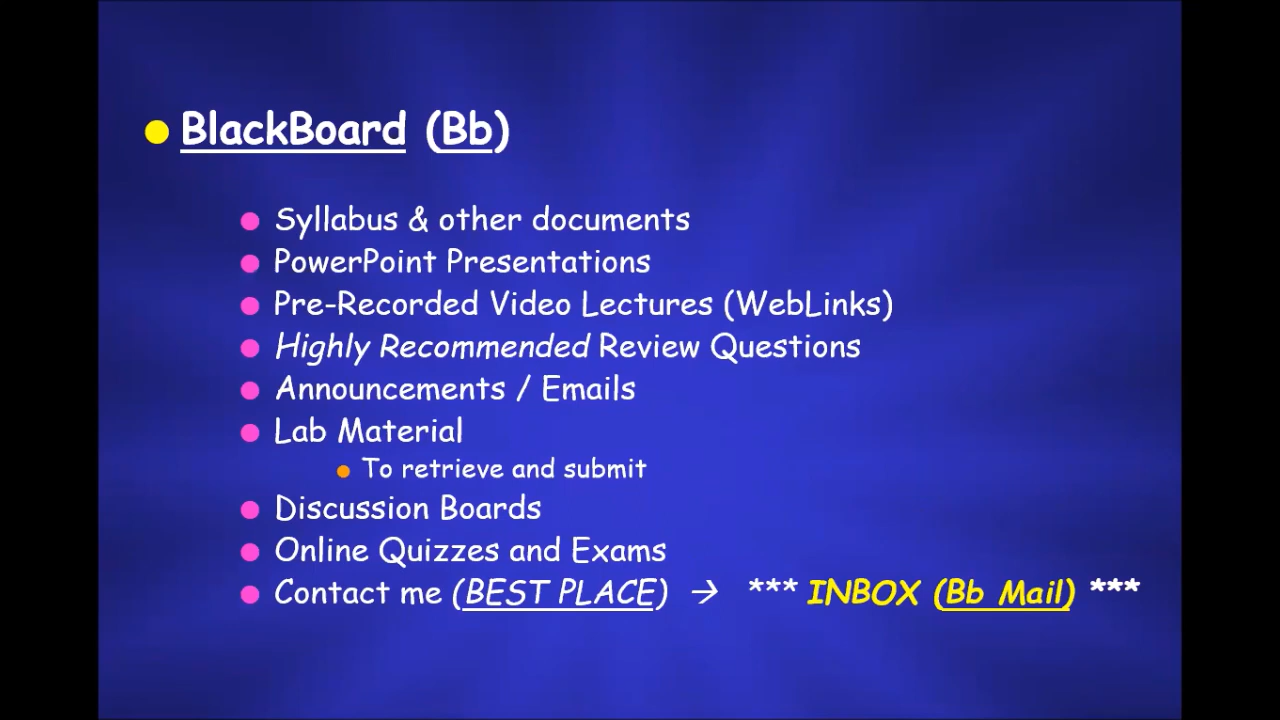 BlackBoard (Bb)
Syllabus & other documents
PowerPoint Presentations
Pre-Recorded Video Lectures (WebLinks)
Highly Recommended Review Questions
Announcements / Emails
Lab Material
To retrieve and submit
Discussion Boards
Online Quizzes and Exams
Contact me (BEST PLACE) → *** INBOX (Bb Mail) ***